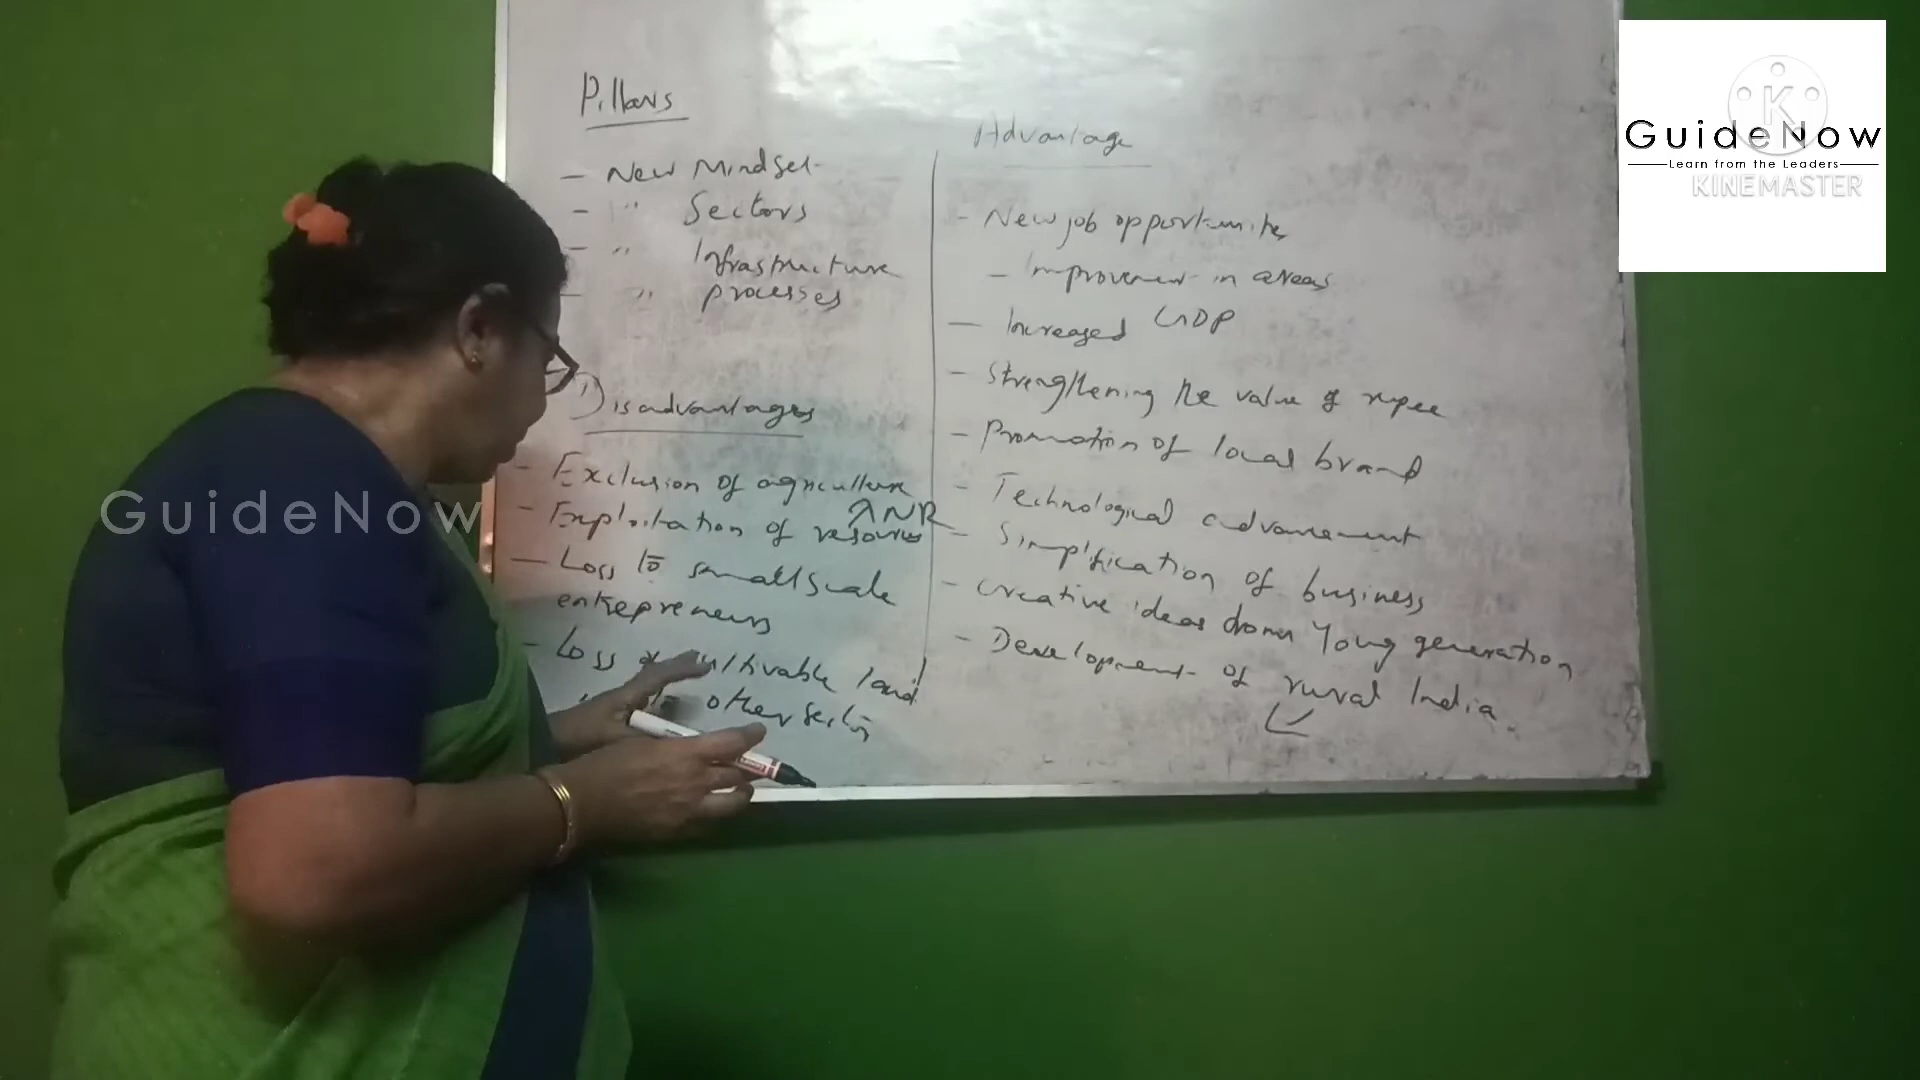 Pillars
- New Mindset
- " Sectors
- " Infrastructure
- " processes
Disadvantages
- Exclusion of agriculture
- Exploitation of resources
NR
- Loss to small scale
entrepreneurs
- Loss cultivable land
other sector
Advantage
- New job opportunities
- Improvement in areas
- Increased GDP
- Strengthening the value of rupee
- Promotion of local brand
- Technological advancement
- Simplification of business
- Creative ideas from Young generation
- Development of rural India
GuideNow
Learn from the Leaders
K
KINEMASTER
GuideNow